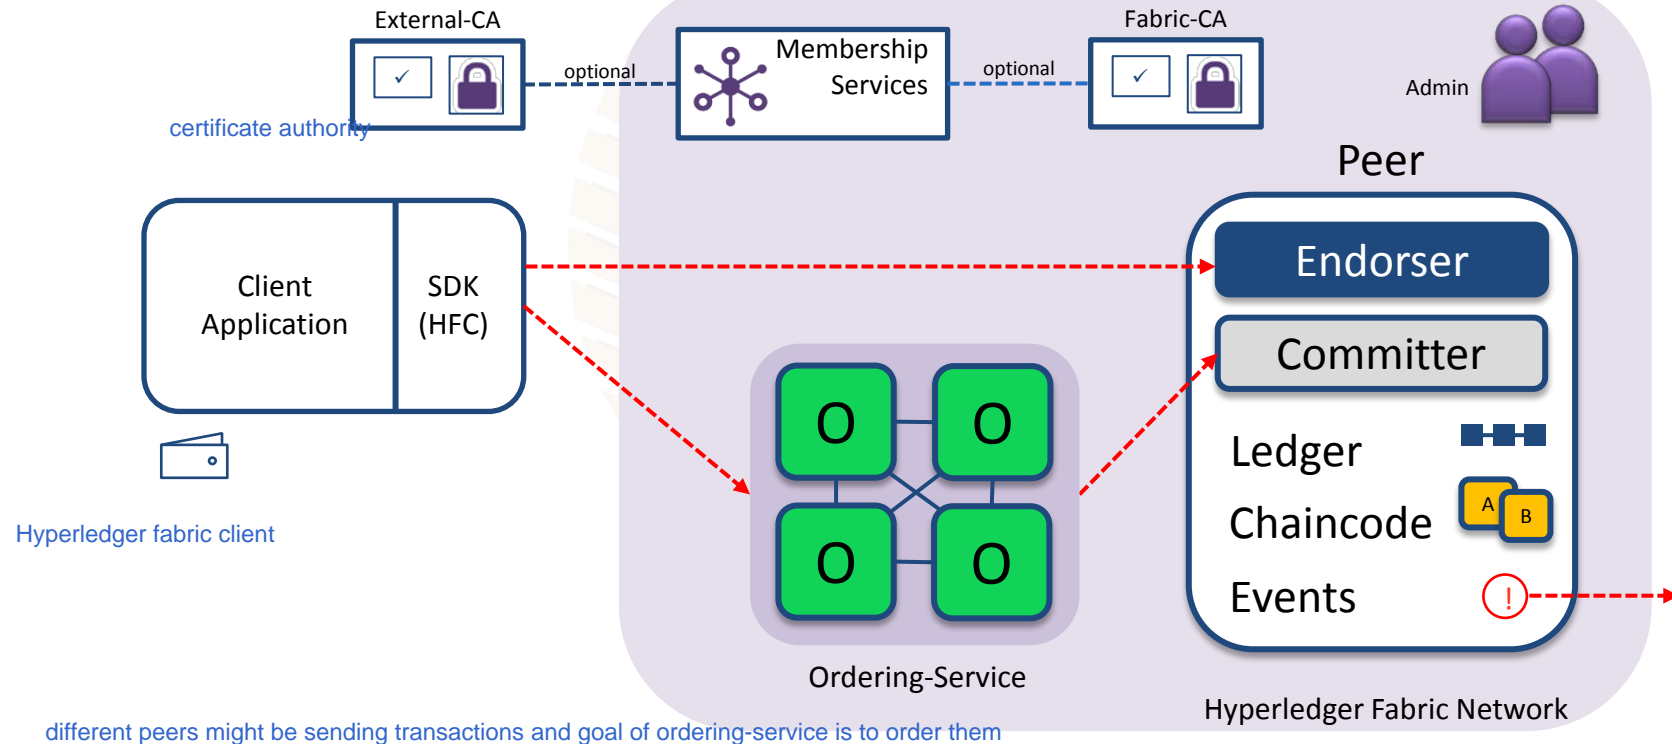 External-CA
Fabric-CA
Membership
Services
optional
optional
Admin
certificate authority
Peer
Endorser
Client
Application
SDK
(HFC)
Committer
O
O
Ledger
A
B
Chaincode
Hyperledger fabric client
O
O
Events
!
Ordering-Service
Hyperledger Fabric Network
different peers might be sending transactions and goal of ordering-service is to order them